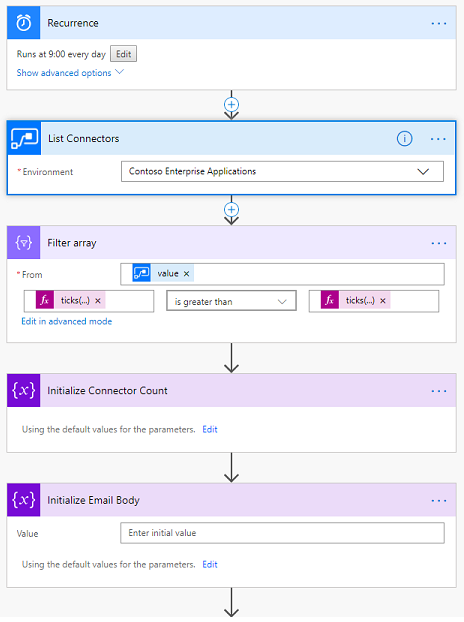 Recurrence
Runs at 9:00 every day Edit
Show advanced options
List Connectors
* Environment Contoso Enterprise Applications
Filter array
* From value ×
fx ticks(...) × is greater than fx ticks(...) ×
Edit in advanced mode
{x} Initialize Connector Count
Using the default values for the parameters. Edit
{x} Initialize Email Body
Value Enter initial value
Using the default values for the parameters. Edit